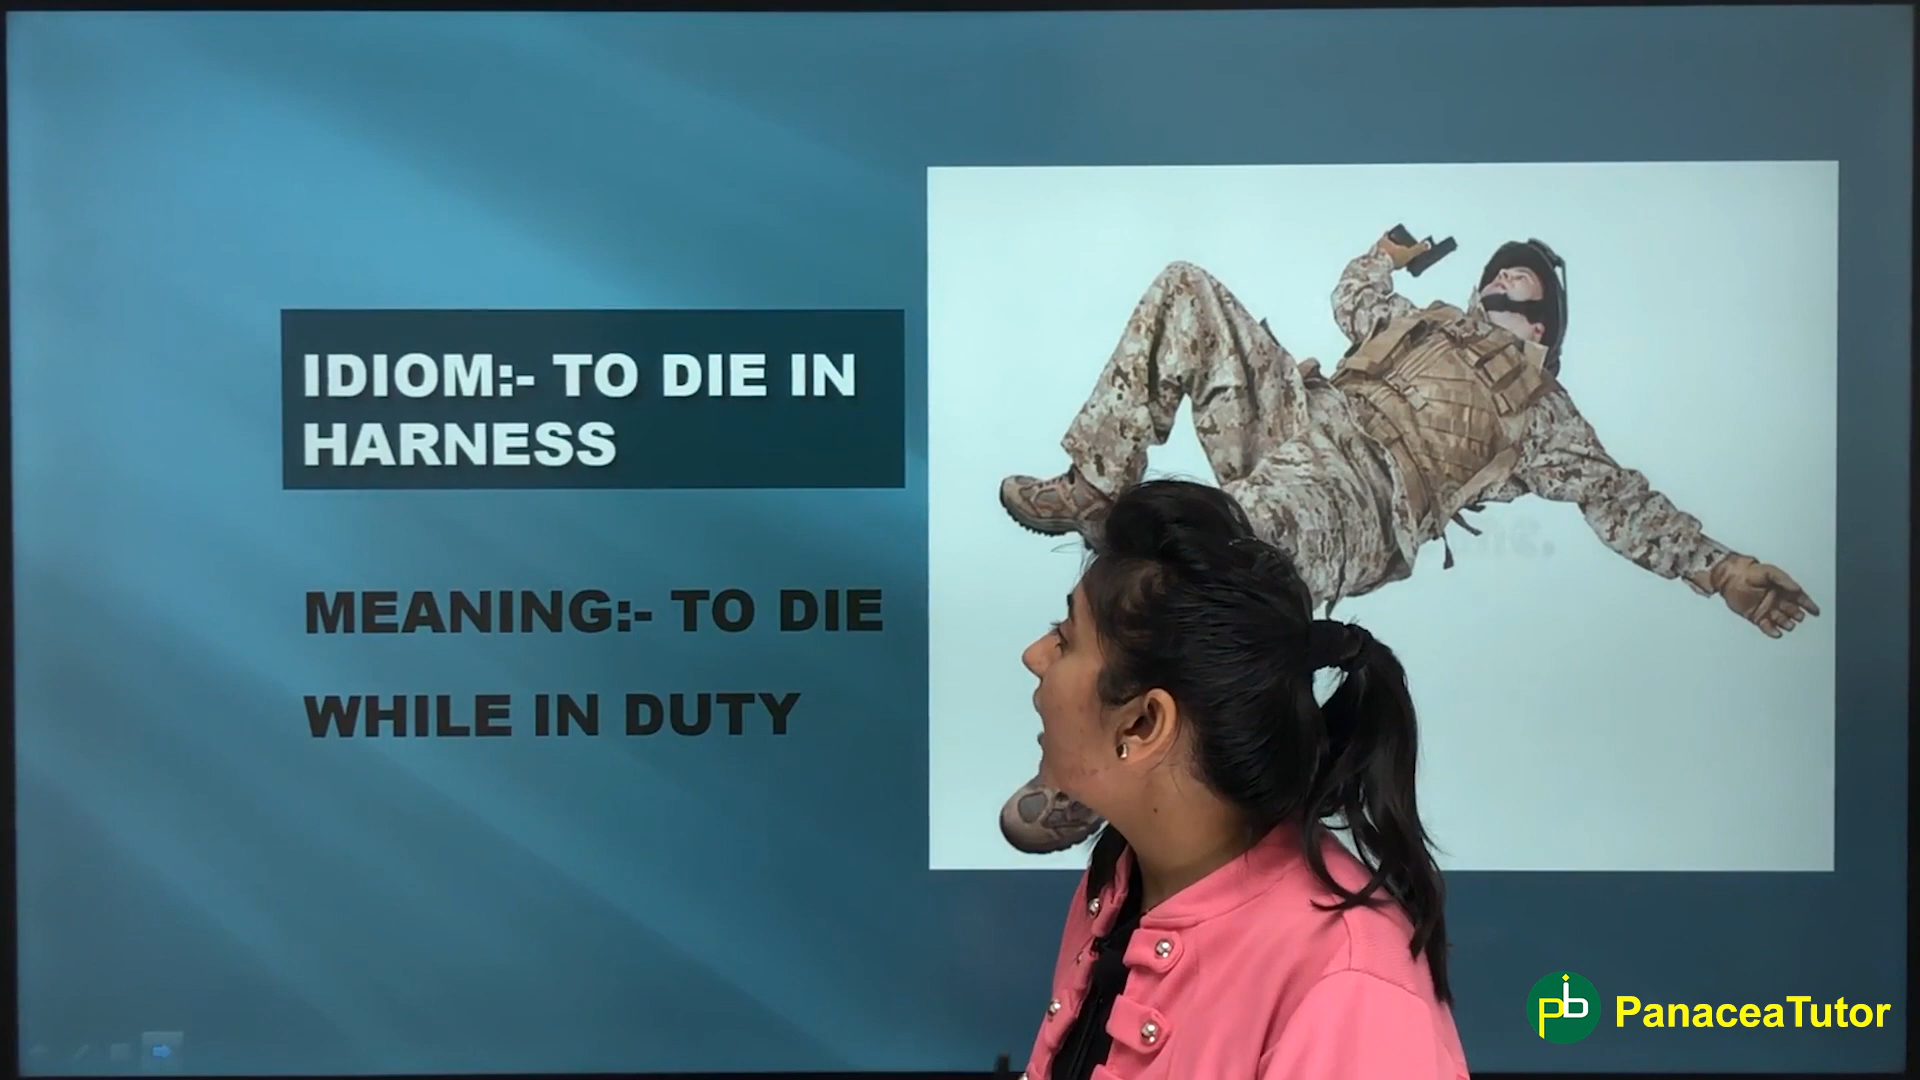 IDIOM:- TO DIE IN
HARNESS
MEANING:- TO DIE
WHILE IN DUTY
PanaceaTutor